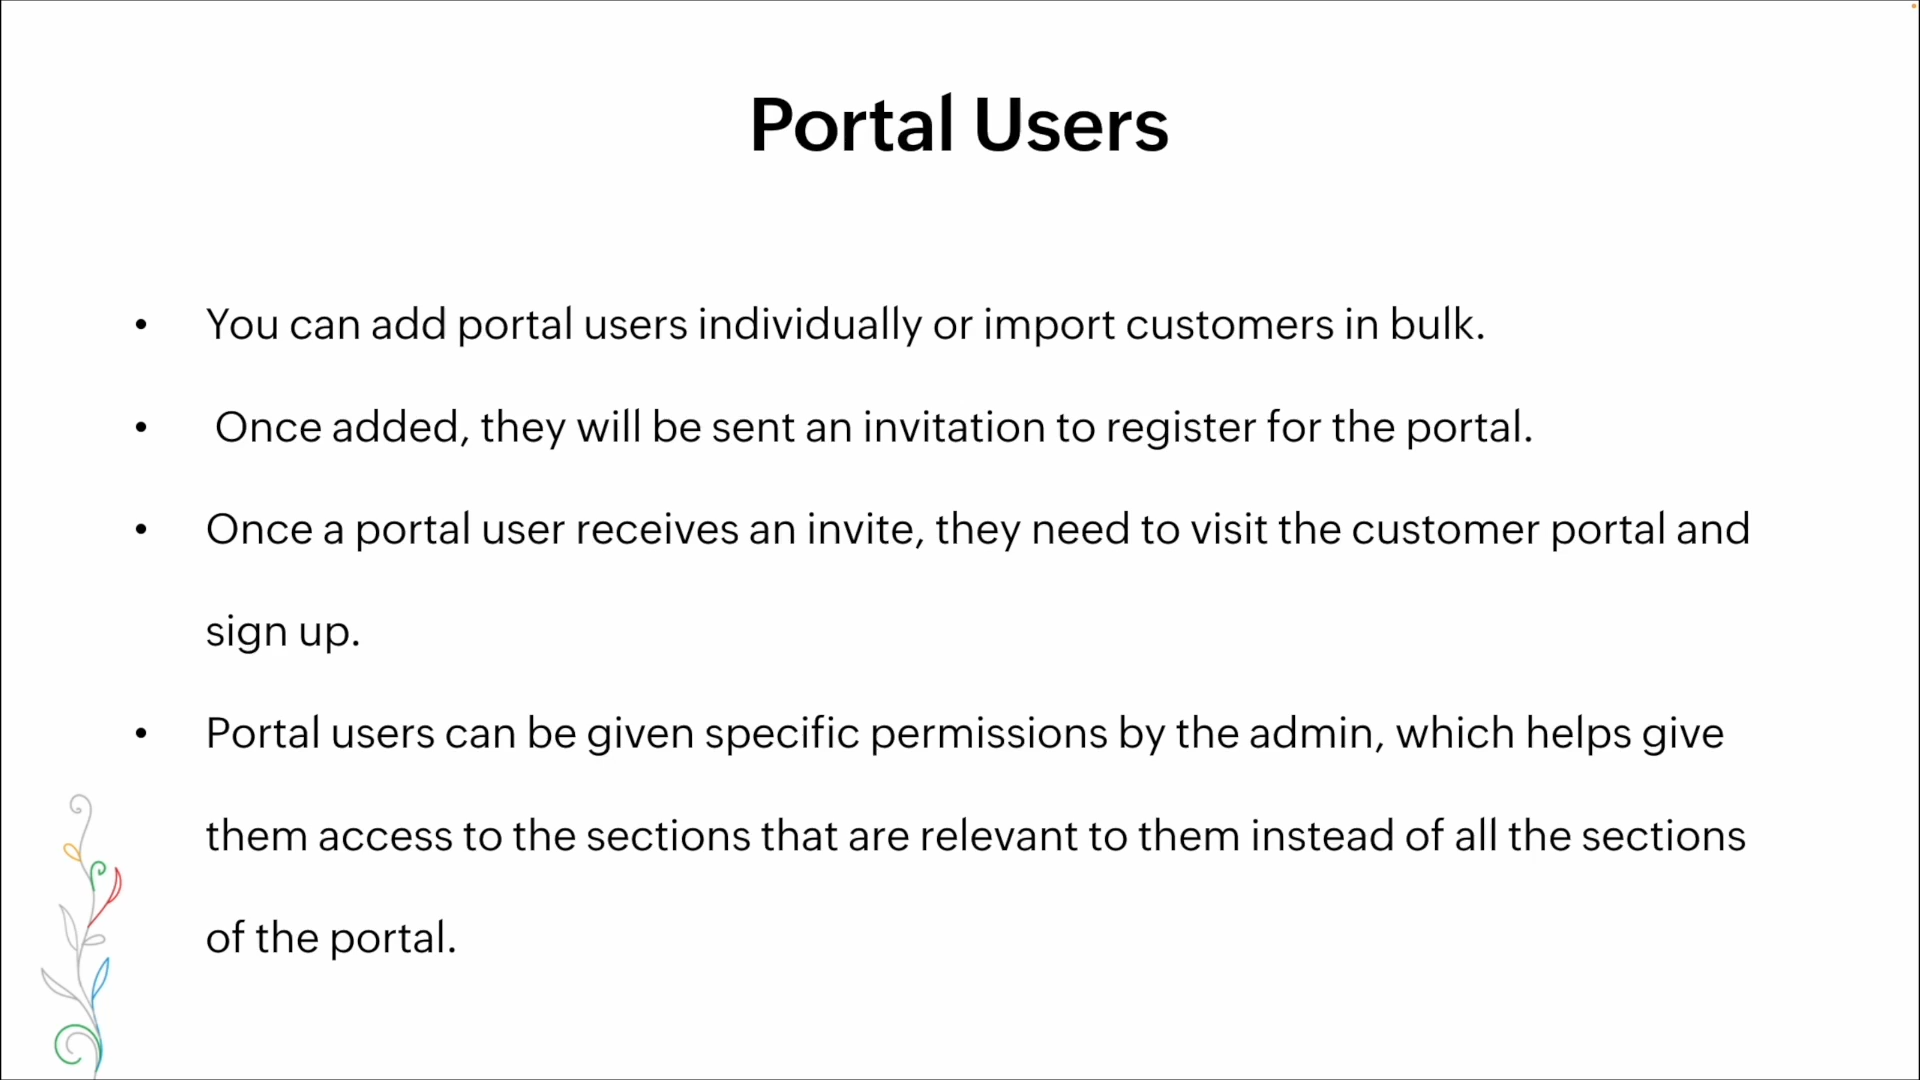 Portal Users
• You can add portal users individually or import customers in bulk.
• Once added, they will be sent an invitation to register for the portal.
• Once a portal user receives an invite, they need to visit the customer portal and
sign up.
• Portal users can be given specific permissions by the admin, which helps give
them access to the sections that are relevant to them instead of all the sections
of the portal.